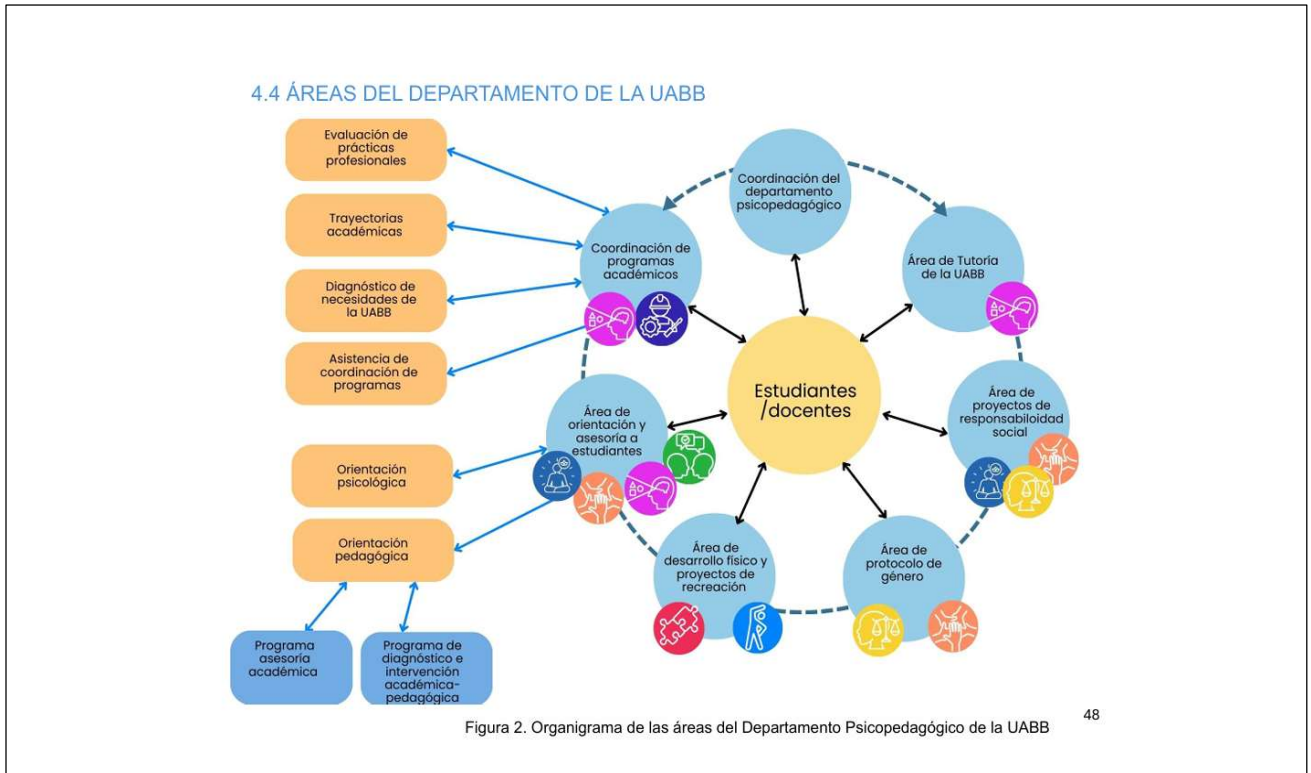 4.4 ÁREAS DEL DEPARTAMENTO DE LA UABB
Evaluación de
prácticas
profesionales
Trayectorias
académicas
Diagnóstico de
necesidades de
la UABB
Asistencia de
coordinación de
programas
Orientación
psicológica
Orientación
pedagógica
Programa
asesoría
académica
Programa de
diagnóstico e
intervención
académica-
pedagógica
Coordinación del
departamento
psicopedagógico
Coordinación de
programas
académicos
Área de Tutoría
de la UABB
Estudiantes
/docentes
Área de
orientación y
asesoría a
estudiantes
Área de
proyectos de
responsabiloidad
social
Área de
desarrollo físico y
proyectos de
recreación
Área de
protocolo de
género
48
Figura 2. Organigrama de las áreas del Departamento Psicopedagógico de la UABB